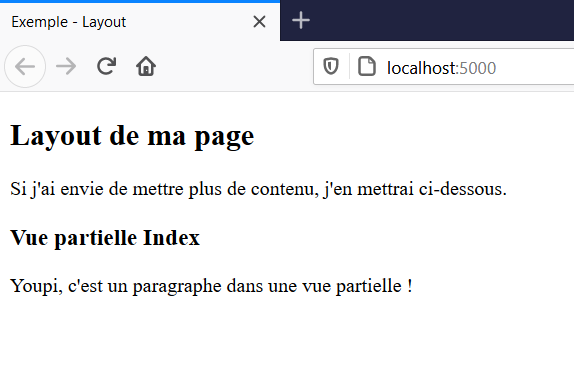 Exemple - Layout
localhost:5000
Layout de ma page
Si j'ai envie de mettre plus de contenu, j'en mettrai ci-dessous.
Vue partielle Index
Youpi, c'est un paragraphe dans une vue partielle !